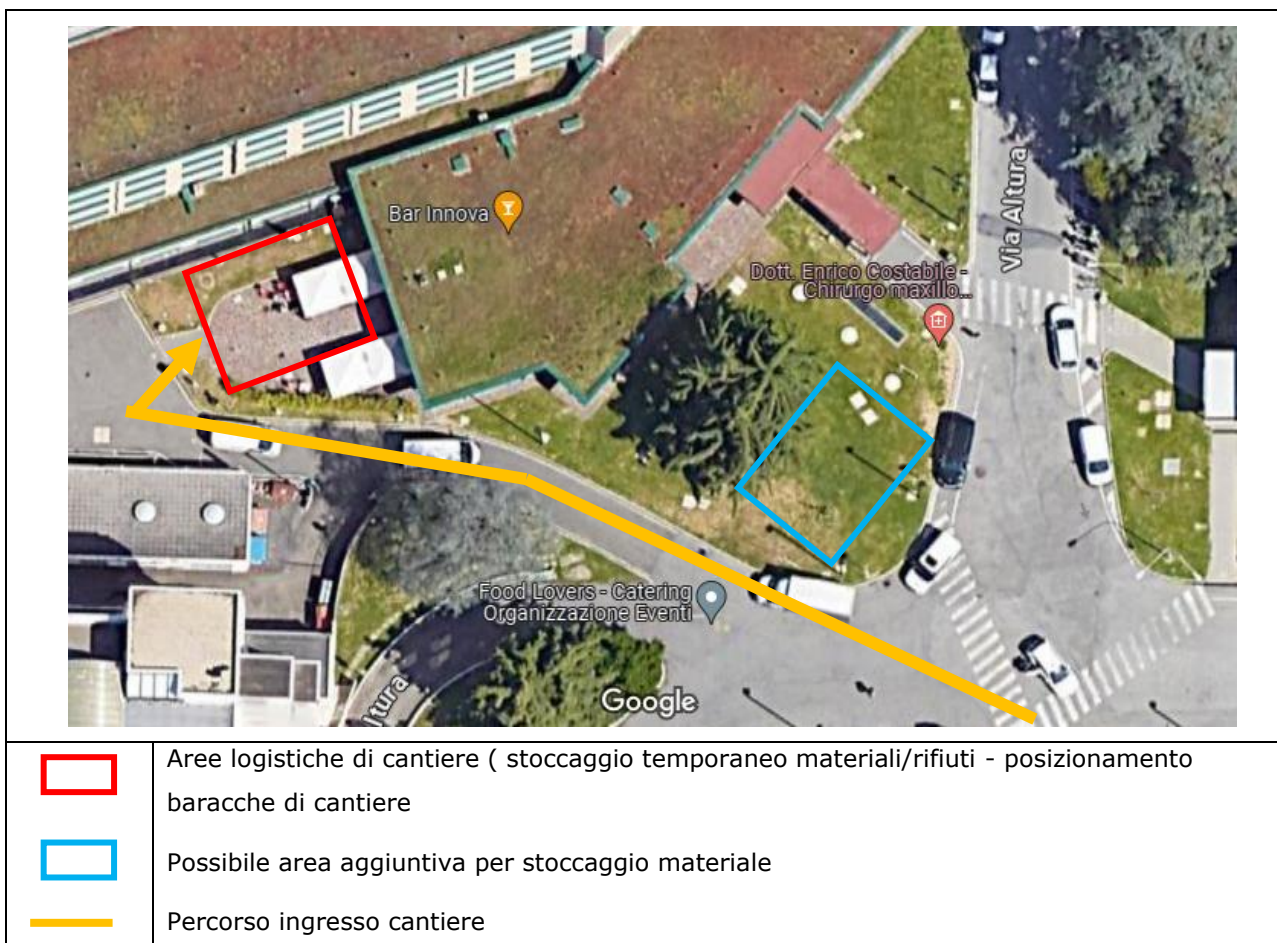 Bar Innova
Via Altura
Dott. Enrico Costabile -
Chirurgo maxillo...
Food Lovers - Catering
Organizzazione Eventi
Google
ltura
Aree logistiche di cantiere ( stoccaggio temporaneo materiali/rifiuti - posizionamento
baracche di cantiere
Possibile area aggiuntiva per stoccaggio materiale
Percorso ingresso cantiere